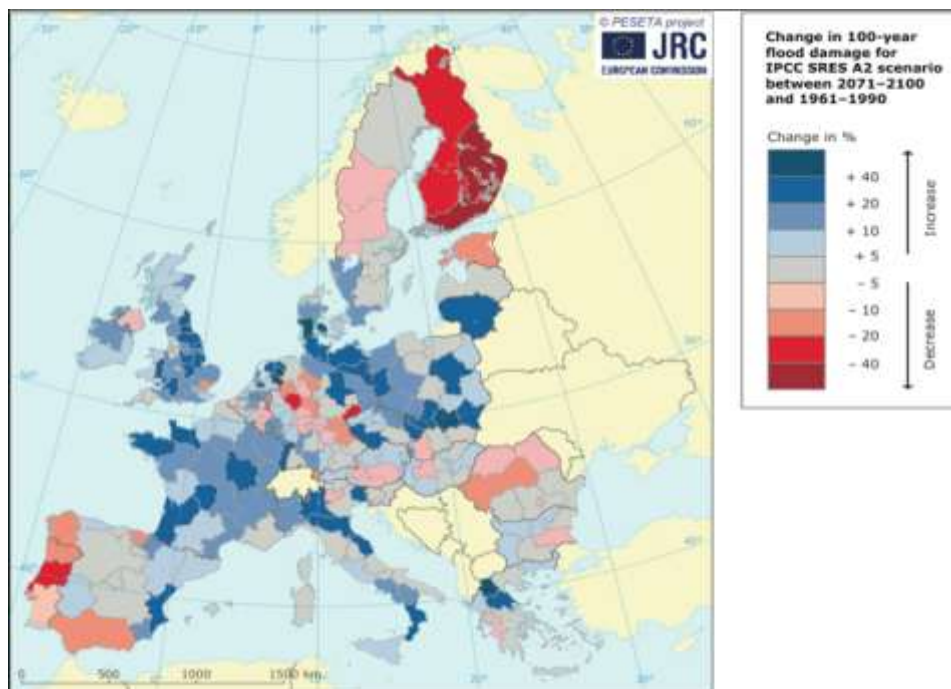 © PESETA project
JRC
EUROPEAN COMMISSION
Change in 100-year
flood damage for
IPCC SRES A2 scenario
between 2071–2100
and 1961–1990
Change in %
+ 40
+ 20
+ 10
+ 5
– 5
– 10
– 20
– 40
Increase
Decrease
0 500 1000 1500 km